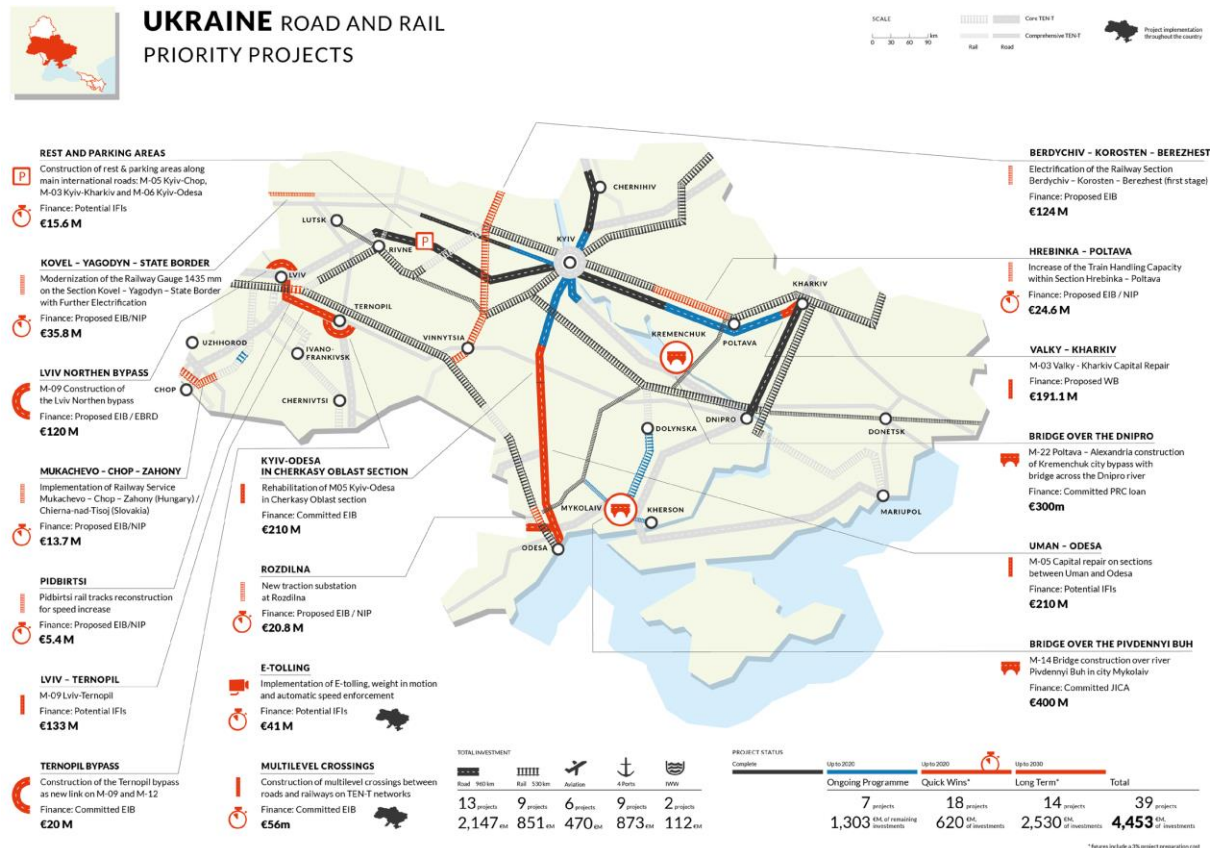 UKRAINE ROAD AND RAIL
PRIORITY PROJECTS
SCALE
0 30 60 90 km
Core TEN-T
Comprehensive TEN-T
Rail Road
Project implementation
throughout the country
REST AND PARKING AREAS
P
Construction of rest & parking areas along
main international roads: M-05 Kyiv-Chop,
M-03 Kyiv-Kharkiv and M-06 Kyiv-Odesa
Finance: Potential IFIs
€15.6 M
KOVEL – YAGODYN – STATE BORDER
Modernization of the Railway Gauge 1435 mm
on the Section Kovel – Yagodyn – State Border
with Further Electrification
Finance: Proposed EIB/NIP
€35.8 M
LVIV NORTHEN BYPASS
M-09 Construction of
the Lviv Northen bypass
Finance: Proposed EIB / EBRD
€120 M
MUKACHEVO – CHOP – ZAHONY
Implementation of Railway Service
Mukachevo – Chop – Zahony (Hungary) /
Chierna-nad-Tisoj (Slovakia)
Finance: Proposed EIB/NIP
€13.7 M
PIDBIRTSI
Pidbirtsi rail tracks reconstruction
for speed increase
Finance: Proposed EIB/NIP
€5.4 M
LVIV – TERNOPIL
M-09 Lviv-Ternopil
Finance: Potential IFIs
€133 M
TERNOPIL BYPASS
Construction of the Ternopil bypass
as new link on M-09 and M-12
Finance: Committed EIB
€20 M
KYIV-ODESA
IN CHERKASY OBLAST SECTION
Rehabilitation of M05 Kyiv-Odesa
in Cherkasy Oblast section
Finance: Committed EIB
€210 M
ROZDILNA
New traction substation
at Rozdilna
Finance: Proposed EIB / NIP
€20.8 M
E-TOLLING
Implementation of E-tolling, weight in motion
and automatic speed enforcement
Finance: Potential IFIs
€41 M
MULTILEVEL CROSSINGS
Construction of multilevel crossings between
roads and railways on TEN-T networks
Finance: Committed EIB
€56m
CHERNIHIV
LUTSK
RIVNE
P
KYIV
LVIV
TERNOPIL
KHARKIV
KREMENCHUK
POLTAVA
UZHHOROD
IVANO-
FRANKIVSK
VINNYTSIA
CHOP
CHERNIVTSI
DNIPRO
DOLYNSKA
DONETSK
MYKOLAIV
KHERSON
MARIUPOL
ODESA
BERDYCHIV – KOROSTEN – BEREZHEST
Electrification of the Railway Section
Berdychiv – Korosten – Berezhest (first stage)
Finance: Proposed EIB
€124 M
HREBINKA – POLTAVA
Increase of the Train Handling Capacity
within Section Hrebinka – Poltava
Finance: Proposed EIB / NIP
€24.6 M
VALKY – KHARKIV
M-03 Valky - Kharkiv Capital Repair
Finance: Proposed WB
€191.1 M
BRIDGE OVER THE DNIPRO
M-22 Poltava – Alexandria construction
of Kremenchuk city bypass with
bridge across the Dnipro river
Finance: Committed PRC loan
€300m
UMAN – ODESA
M-05 Capital repair on sections
between Uman and Odesa
Finance: Potential IFIs
€210 M
BRIDGE OVER THE PIVDENNYI BUH
M-14 Bridge construction over river
Pivdennyi Buh in city Mykolaiv
Finance: Committed JICA
€400 M
TOTAL INVESTMENT
Road 960 km Rail 530 km Aviation 4 Ports IWW
13 projects 9 projects 6 projects 9 projects 2 projects
2,147 €M 851 €M 470 €M 873 €M 112 €M
PROJECT STATUS
Complete Up to 2020 Up to 2020 Up to 2030
Ongoing Programme Quick Wins* Long Term* Total
7 projects 18 projects 14 projects 39 projects
1,303 €M, of remaining investments 620 €M, of investments 2,530 €M, of investments 4,453 €M, of investments
* figures include a 3% project preparation cost